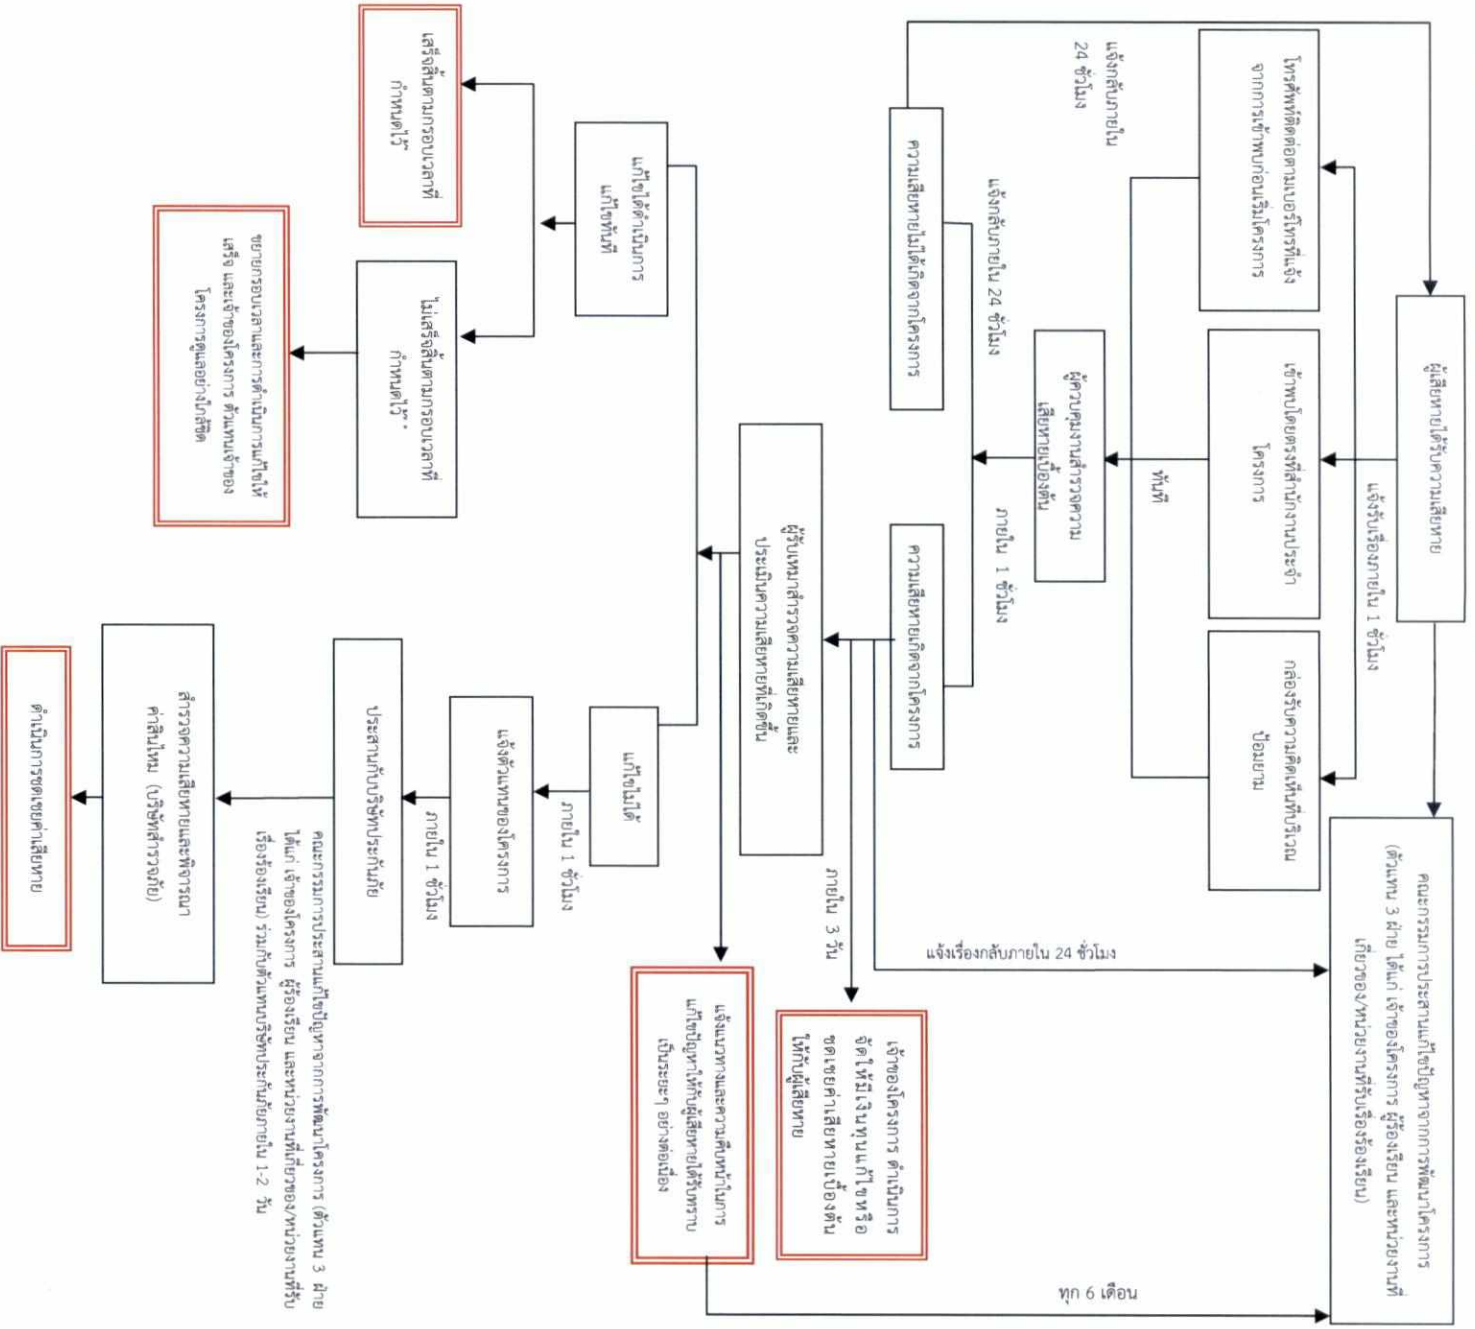 ผู้เสียหายได้รับความเสียหาย
แจ้งรับเรื่องภายใน 1 ชั่วโมง
คณะกรรมการประสานแก้ไขปัญหาจากการพัฒนาโครงการ
(ตัวแทน 3 ฝ่าย ได้แก่ เจ้าของโครงการ ผู้ร้องเรียน และหน่วยงานที่
เกี่ยวของ/หน่วยงานที่รับเรื่องร้องเรียน)
โทรศัพท์ติดต่อตามเบอร์โทรที่แจ้ง
จากการเข้าพบก่อนเริ่มโครงการ
เข้าพบโดยตรงที่สำนักงานประจำ
โครงการ
กล่องรับความคิดเห็นที่บริเวณ
ป้อมยาม
แจ้งกลับภายใน
24 ชั่วโมง
ทันที
ผู้ควบคุมงานสำรวจความ
เสียหายเบื้องต้น
แจ้งกลับภายใน 24 ชั่วโมง
ภายใน 1 ชั่วโมง
แจ้งเรื่องกลับภายใน 24 ชั่วโมง
ทุก 6 เดือน
ความเสียหายไม่ได้เกิดจากโครงการ
ความเสียหายเกิดจากโครงการ
ภายใน 3 วัน
เจ้าของโครงการ ดำเนินการ
จัดให้มีเงินทุนแก้ไขหรือ
ชดเชยค่าเสียหายเบื้องต้น
ให้กับผู้เสียหาย
ผู้รับเหมาสำรวจความเสียหายและ
ประเมินความเสียหายที่เกิดขึ้น
แจ้งแนวทางและความคืบหน้าในการ
แก้ไขปัญหาให้กับผู้เสียหายได้รับทราบ
เป็นระยะๆ อย่างต่อเนื่อง
แก้ไขได้ดำเนินการ
แก้ไขทันที
แก้ไขไม่ได้
ภายใน 1 ชั่วโมง
แจ้งตัวแทนของโครงการ
ภายใน 1 ชั่วโมง
เสร็จสิ้นตามกรอบเวลาที่
กำหนดไว้
ไม่เสร็จสิ้นตามกรอบเวลาที่
กำหนดไว้**
ประสานกับบริษัทประกันภัย
คณะกรรมการประสานแก้ไขปัญหาจากการพัฒนาโครงการ (ตัวแทน 3 ฝ่าย
ได้แก่ เจ้าของโครงการ ผู้ร้องเรียน และหน่วยงานที่เกี่ยวของ/หน่วยงานที่รับ
เรื่องร้องเรียน) ร่วมกับตัวแทนบริษัทประกันภัยภายใน 1-2 วัน
ขยายกรอบเวลาและการดำเนินการแก้ไขให้
เสร็จ และเจ้าของโครงการ ตัวแทนเจ้าของ
โครงการดูแลอย่างใกล้ชิด
สำรวจความเสียหายและพิจารณา
ค่าสินไหม (บริษัทสำรวจภัย)
ดำเนินการชดเชยค่าเสียหาย